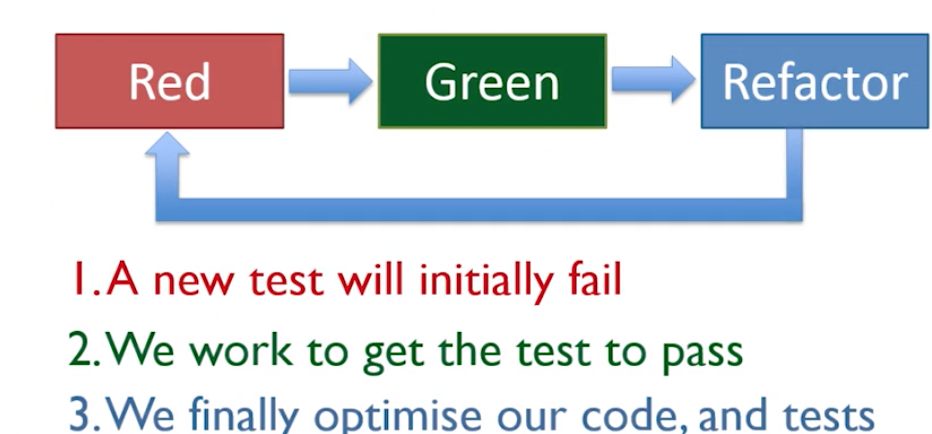 Red
Green
Refactor
1. A new test will initially fail
2. We work to get the test to pass
3. We finally optimise our code, and tests